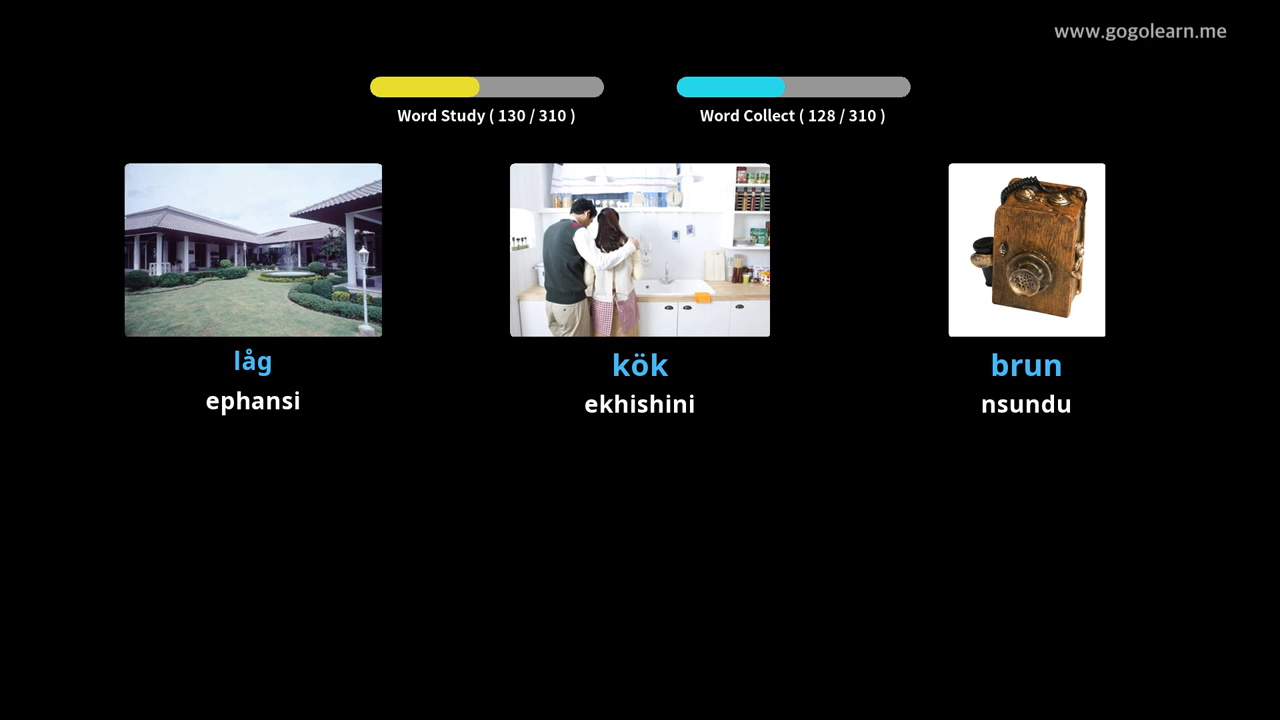 www.gogolearn.me
Word Study ( 130 / 310 )
Word Collect ( 128 / 310 )
låg
kök
brun
ephansi
ekhishini
nsundu